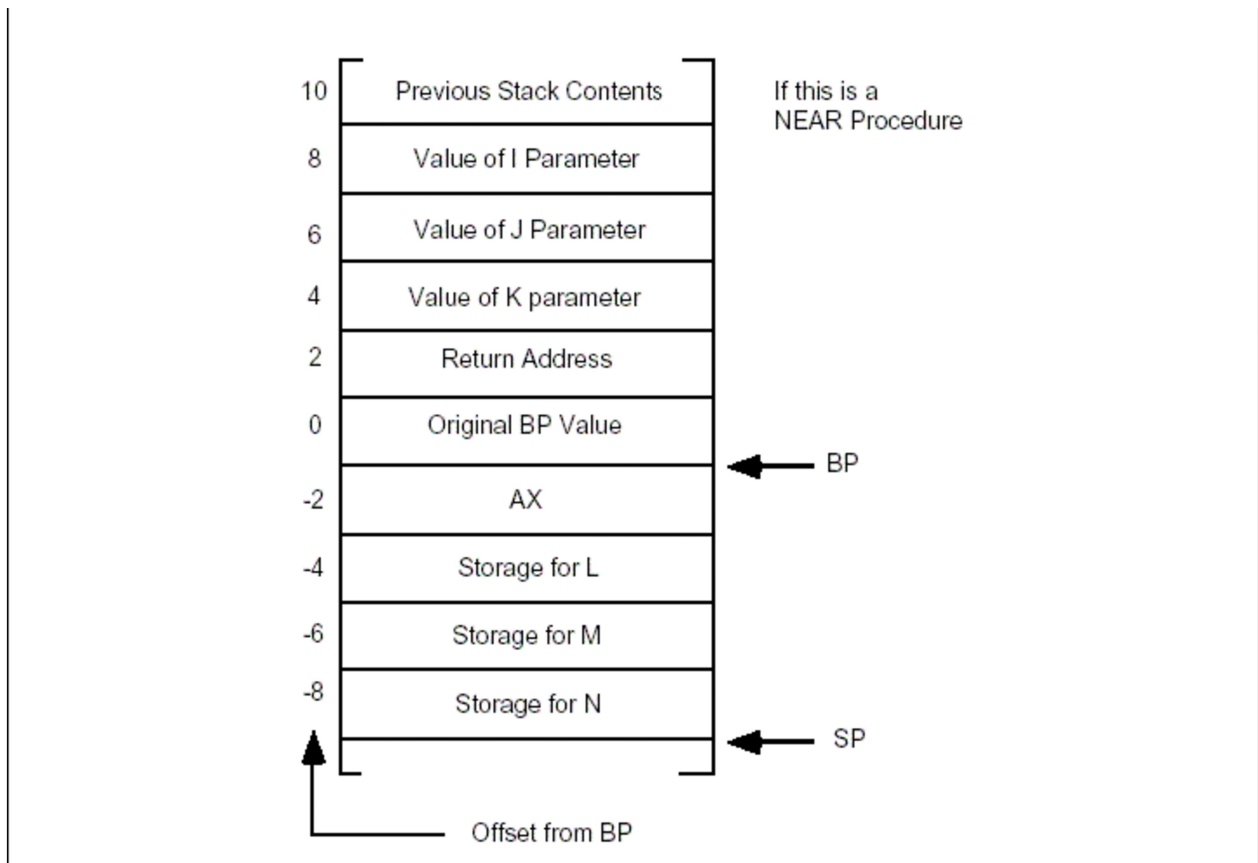 10
Previous Stack Contents
If this is a
NEAR Procedure
8
Value of I Parameter
6
Value of J Parameter
4
Value of K parameter
2
Return Address
0
Original BP Value
BP
-2
AX
-4
Storage for L
-6
Storage for M
-8
Storage for N
SP
Offset from BP